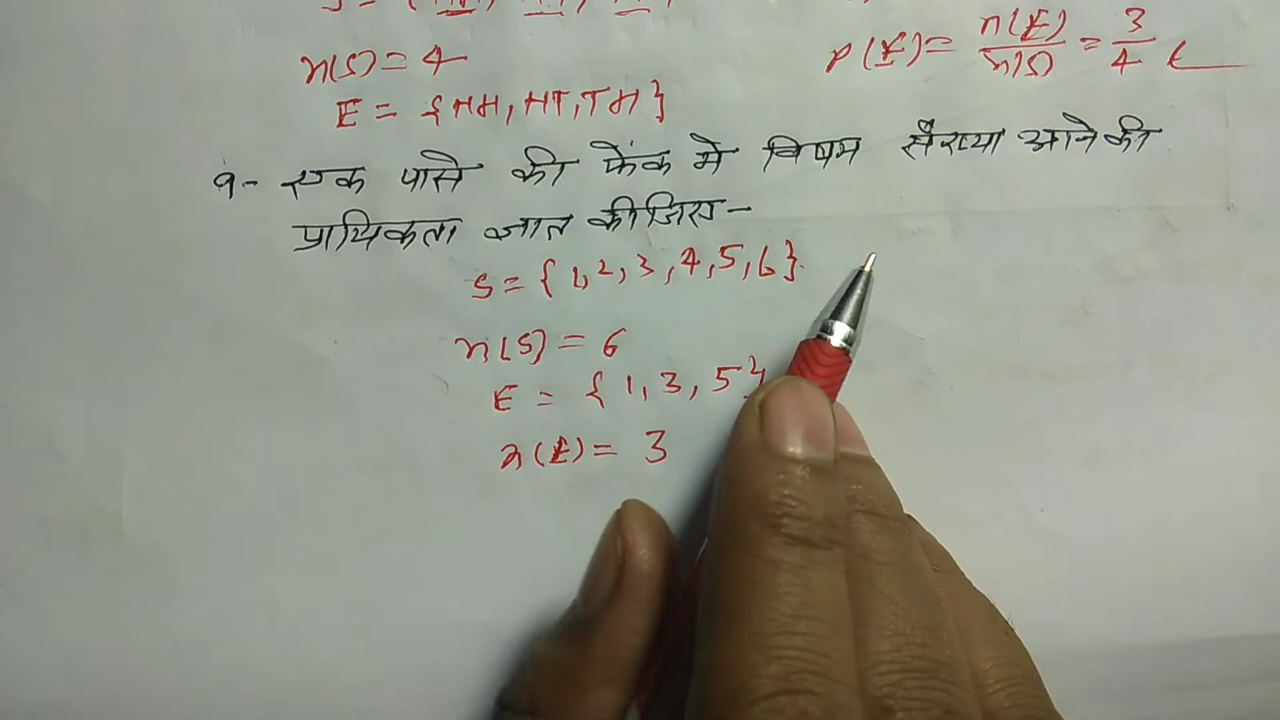 n(S) = 4
P(E) = n(E)/n(S) = 3/4
E = {HH, HT, TH}
9- एक पासे की फेंक मे विषम संख्या आने की
प्रायिकता ज्ञात कीजिए-
S = {1, 2, 3, 4, 5, 6}
n(S) = 6
E = {1, 3, 5}
n(E) = 3